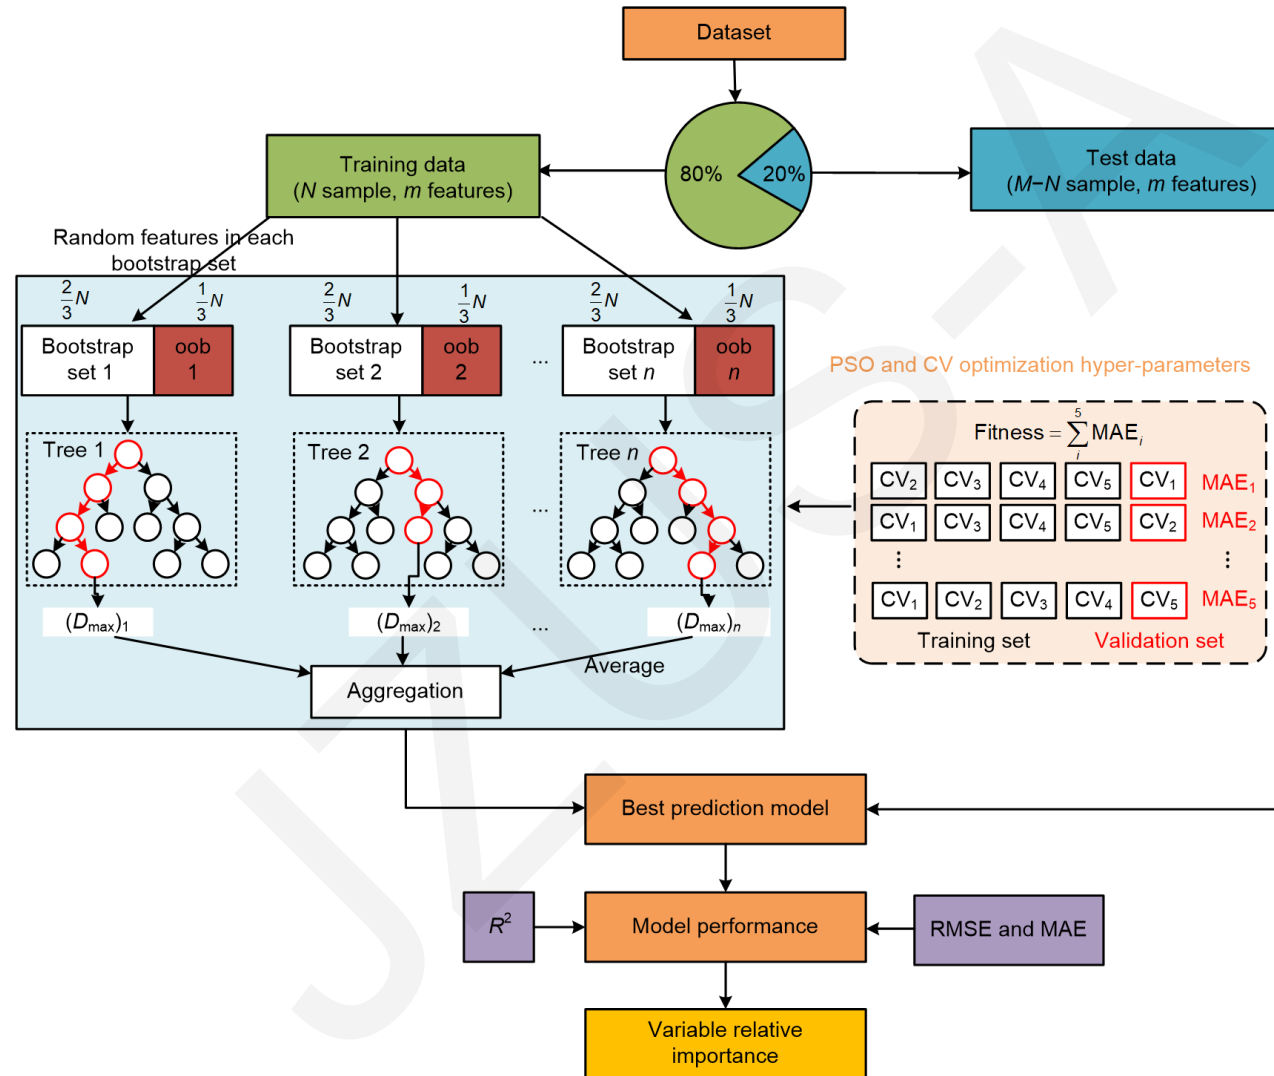 Dataset
80%
20%
Training data
(N sample, m features)
Test data
(M−N sample, m features)
Random features in each
bootstrap set
2/3 N
1/3 N
2/3 N
1/3 N
2/3 N
1/3 N
Bootstrap
set 1
oob
1
Bootstrap
set 2
oob
2
...
Bootstrap
set n
oob
n
Tree 1
Tree 2
...
Tree n
(Dmax)1
(Dmax)2
...
(Dmax)n
Average
Aggregation
PSO and CV optimization hyper-parameters
Fitness = ∑_i^5 MAE_i
CV2 CV3 CV4 CV5 CV1 MAE1
CV1 CV3 CV4 CV5 CV2 MAE2
⋮ ⋮
CV1 CV2 CV3 CV4 CV5 MAE5
Training set Validation set
Best prediction model
R²
Model performance
RMSE and MAE
Variable relative
importance
JZUS-A